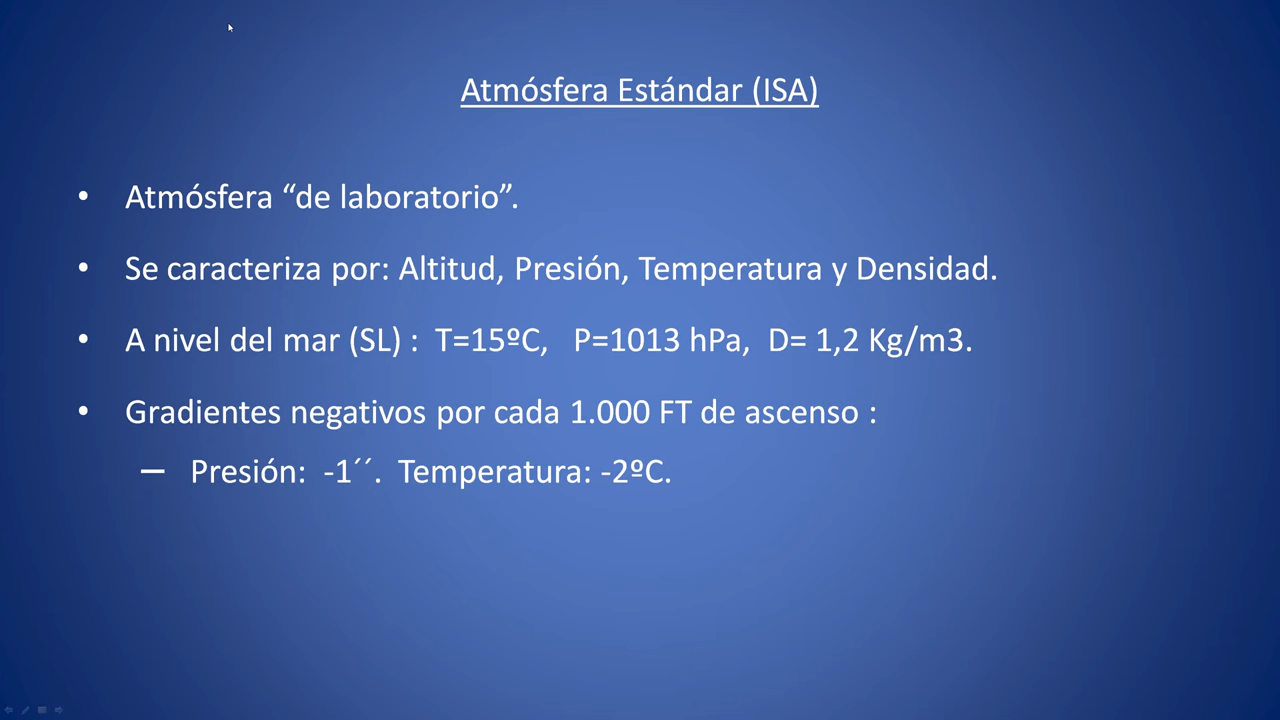 Atmósfera Estándar (ISA)
• Atmósfera “de laboratorio”.
• Se caracteriza por: Altitud, Presión, Temperatura y Densidad.
• A nivel del mar (SL) : T=15ºC, P=1013 hPa, D= 1,2 Kg/m3.
• Gradientes negativos por cada 1.000 FT de ascenso :
– Presión: -1´´. Temperatura: -2ºC.